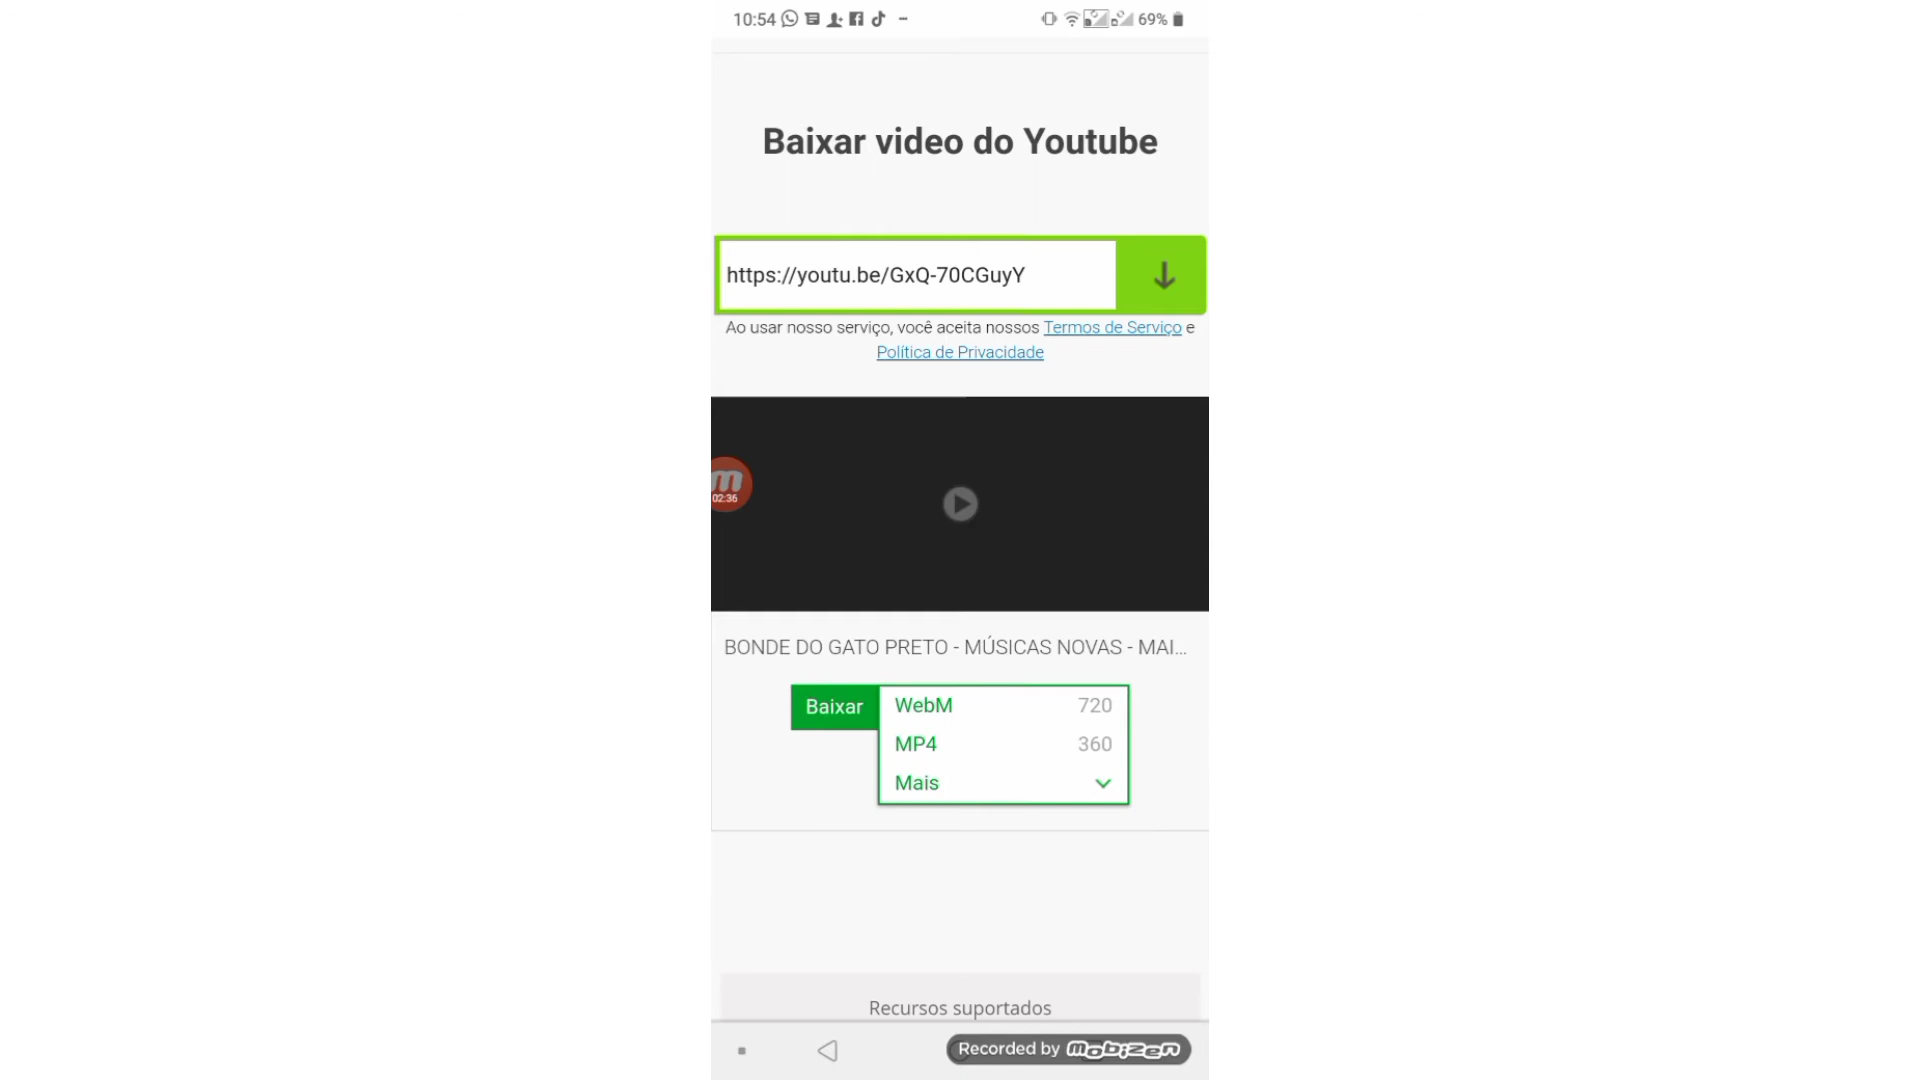 10:54
69%
Baixar video do Youtube
https://youtu.be/GxQ-70CGuyY
Ao usar nosso serviço, você aceita nossos Termos de Serviço e
Política de Privacidade
m
02:36
BONDE DO GATO PRETO - MÚSICAS NOVAS - MAI...
Baixar
WebM 720
MP4 360
Mais
Recursos suportados
Recorded by mobizen